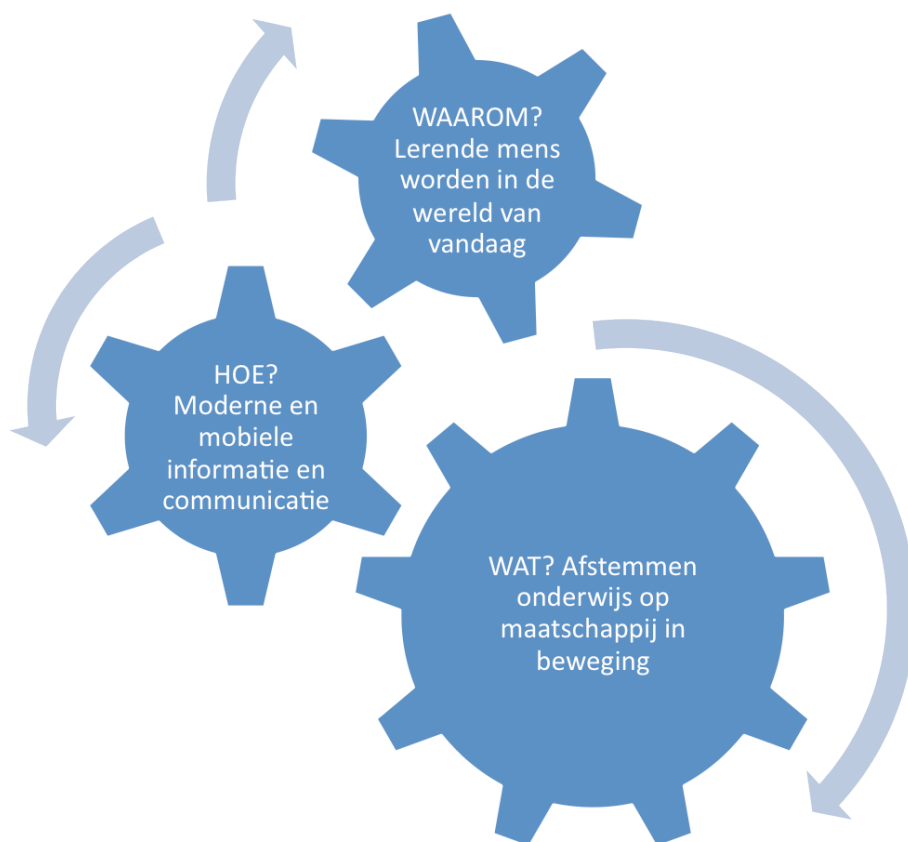 WAAROM?
Lerende mens
worden in de
wereld van
vandaag
HOE?
Moderne en
mobiele
informatie en
communicatie
WAT? Afstemmen
onderwijs op
maatschappij in
beweging